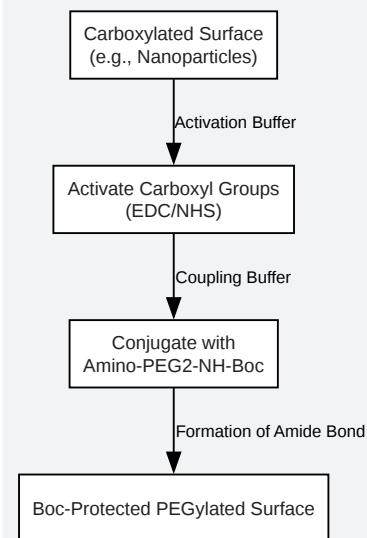 Carboxylated Surface
(e.g., Nanoparticles)
Activation Buffer
Activate Carboxyl Groups
(EDC/NHS)
Coupling Buffer
Conjugate with
Amino-PEG2-NH-Boc
Formation of Amide Bond
Boc-Protected PEGylated Surface